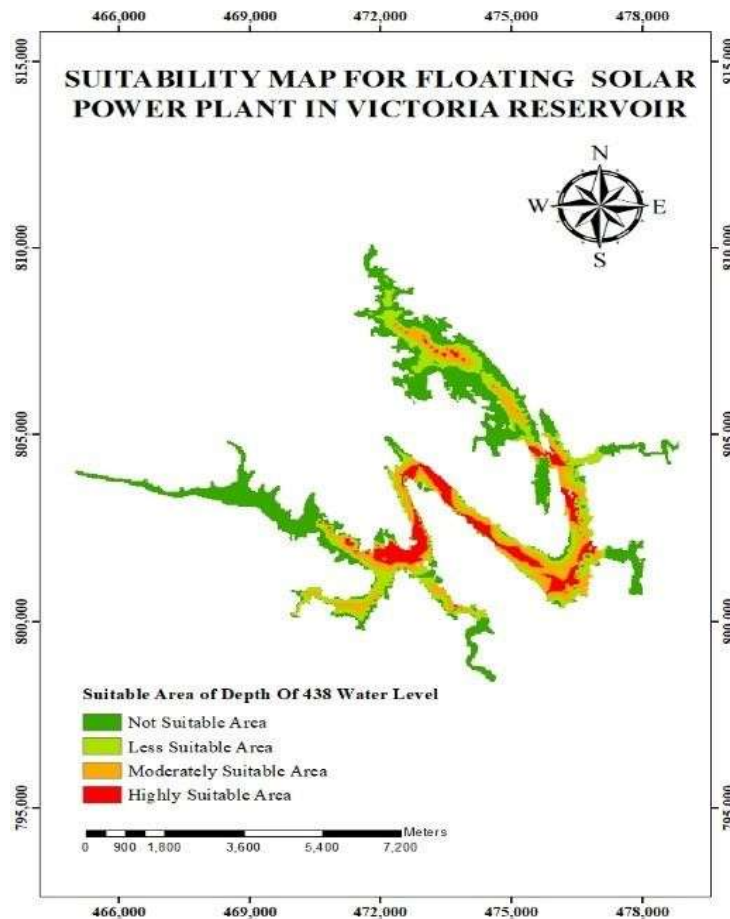 466,000 469,000 472,000 475,000 478,000
815,000 815,000
SUITABILITY MAP FOR FLOATING SOLAR
POWER PLANT IN VICTORIA RESERVOIR
N
W E
S
810,000 810,000
805,000 805,000
800,000 800,000
Suitable Area of Depth Of 438 Water Level
Not Suitable Area
Less Suitable Area
Moderately Suitable Area
Highly Suitable Area
795,000 795,000
Meters
0 900 1,800 3,600 5,400 7,200
466,000 469,000 472,000 475,000 478,000